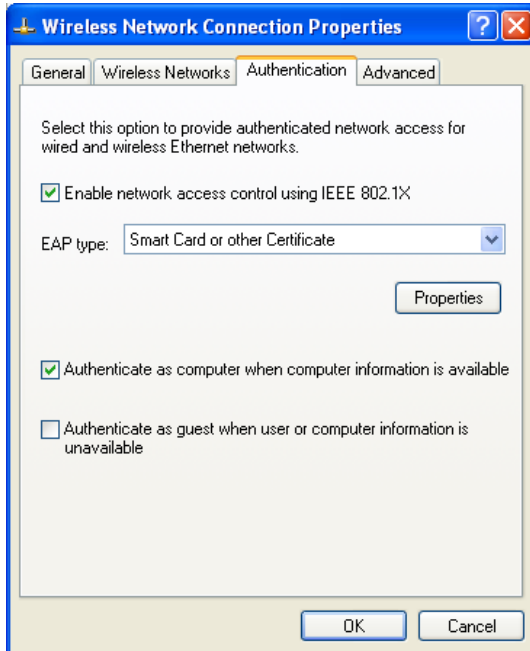 Wireless Network Connection Properties
General
Wireless Networks
Authentication
Advanced
Select this option to provide authenticated network access for
wired and wireless Ethernet networks.
Enable network access control using IEEE 802.1X
EAP type:
Smart Card or other Certificate
Properties
Authenticate as computer when computer information is available
Authenticate as guest when user or computer information is
unavailable
OK
Cancel